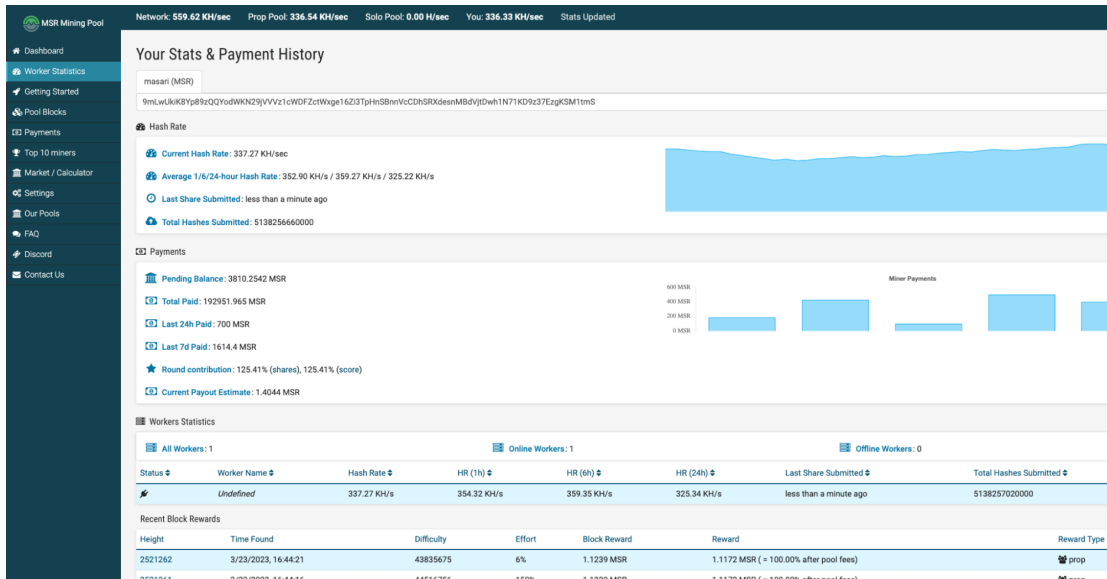 MSR Mining Pool
Network: 559.62 KH/sec Prop Pool: 336.54 KH/sec Solo Pool: 0.00 H/sec You: 336.33 KH/sec Stats Updated
Dashboard
Worker Statistics
Getting Started
Pool Blocks
Payments
Top 10 miners
Market / Calculator
Settings
Our Pools
FAQ
Discord
Contact Us
Your Stats & Payment History
masari (MSR)
9mLwUkiK8Yp89zQQYodWKN29jVVVz1cWDFZctWxge16Zi3TpHnSBnnVcCDhSRXdesnMBdVjtDwh1N71KD9z37EzgKSM1tmS
Hash Rate
Current Hash Rate: 337.27 KH/sec
Average 1/6/24-hour Hash Rate: 352.90 KH/s / 359.27 KH/s / 325.22 KH/s
Last Share Submitted: less than a minute ago
Total Hashes Submitted: 5138256660000
Payments
Pending Balance: 3810.2542 MSR
Total Paid: 192951.965 MSR
Last 24h Paid: 700 MSR
Last 7d Paid: 1614.4 MSR
Round contribution: 125.41% (shares), 125.41% (score)
Current Payout Estimate: 1.4044 MSR
Miner Payments
600 MSR
400 MSR
200 MSR
0 MSR
Workers Statistics
All Workers: 1 Online Workers: 1 Offline Workers: 0
Status Worker Name Hash Rate HR (1h) HR (6h) HR (24h) Last Share Submitted Total Hashes Submitted
Undefined 337.27 KH/s 354.32 KH/s 359.35 KH/s 325.34 KH/s less than a minute ago 5138257020000
Recent Block Rewards
Height Time Found Difficulty Effort Block Reward Reward Reward Type
2521262 3/23/2023, 16:44:21 43835675 6% 1.1239 MSR 1.1172 MSR ( = 100.00% after pool fees) prop